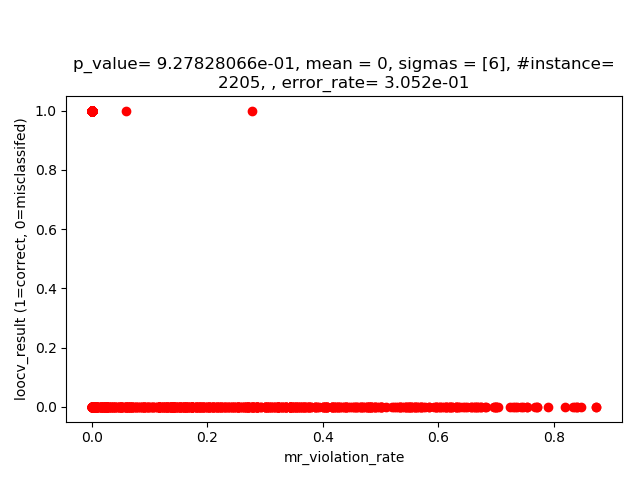 p_value= 9.27828066e-01, mean = 0, sigmas = [6], #instance=
2205, , error_rate= 3.052e-01
1.0
0.8
0.6
0.4
0.2
0.0
loocv_result (1=correct, 0=misclassifed)
0.0 0.2 0.4 0.6 0.8
mr_violation_rate